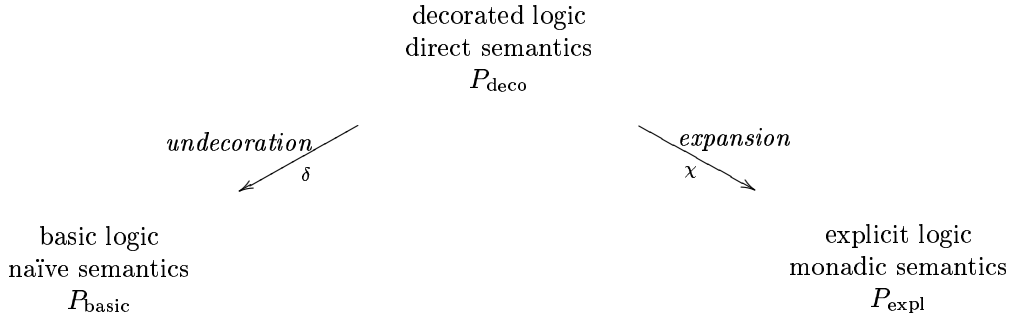 decorated logic
direct semantics
P_deco
undecoration
δ
expansion
χ
basic logic
naïve semantics
P_basic
explicit logic
monadic semantics
P_expl